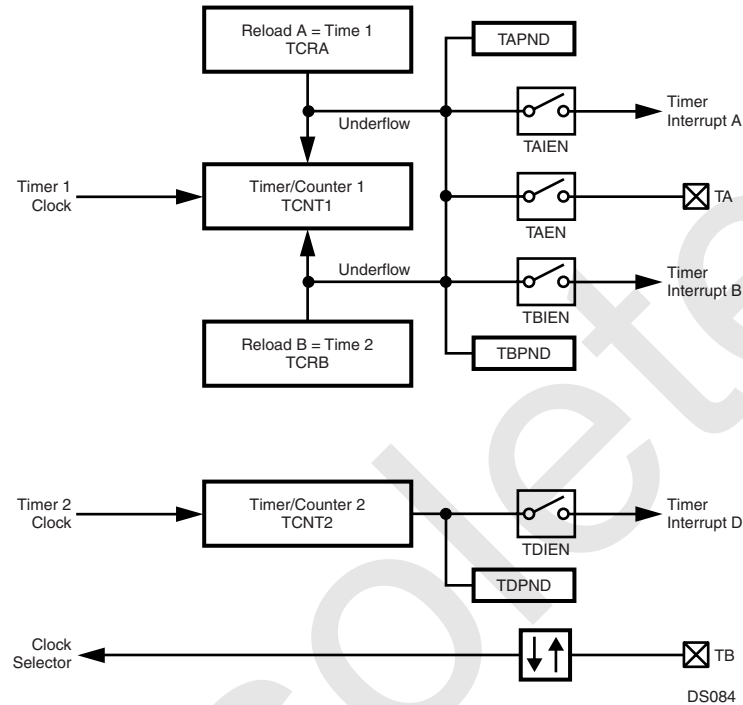 Reload A = Time 1
TCRA
TAPND
Underflow
TAIEN
Timer
Interrupt A
Timer 1
Clock
Timer/Counter 1
TCNT1
TAEN
TA
Underflow
TBIEN
Timer
Interrupt B
Reload B = Time 2
TCRB
TBPND
Timer 2
Clock
Timer/Counter 2
TCNT2
TDIEN
Timer
Interrupt D
TDPND
Clock
Selector
TB
DS084